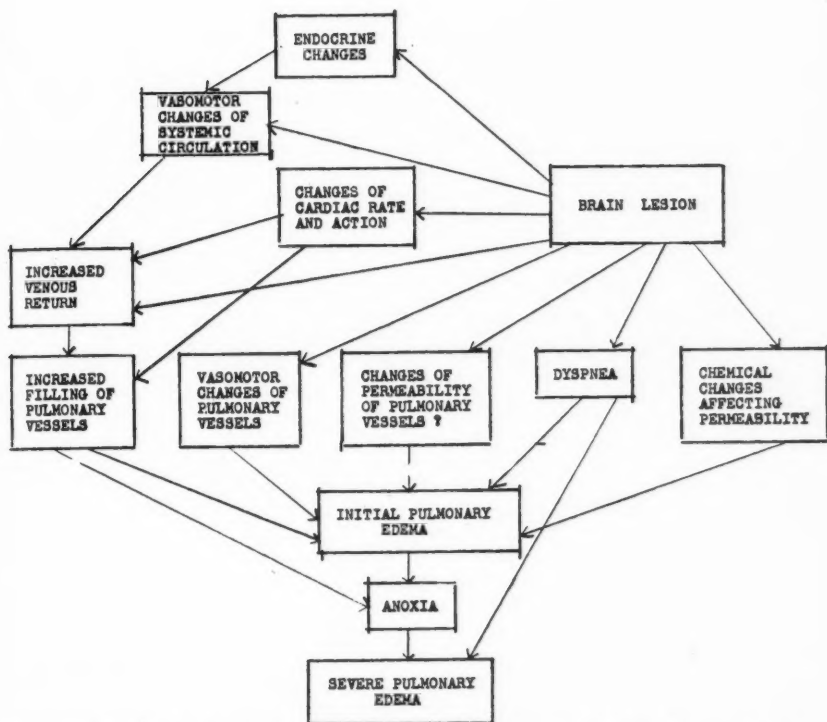 ENDOCRINE
CHANGES
VASOMOTOR
CHANGES OF
SYSTEMIC
CIRCULATION
CHANGES OF
CARDIAC RATE
AND ACTION
BRAIN LESION
INCREASED
VENOUS
RETURN
INCREASED
FILLING OF
PULMONARY
VESSELS
VASOMOTOR
CHANGES OF
PULMONARY
VESSELS
CHANGES OF
PERMEABILITY
OF PULMONARY
VESSELS ?
DYSPNEA
CHEMICAL
CHANGES
AFFECTING
PERMEABILITY
INITIAL PULMONARY
EDEMA
ANOXIA
SEVERE PULMONARY
EDEMA